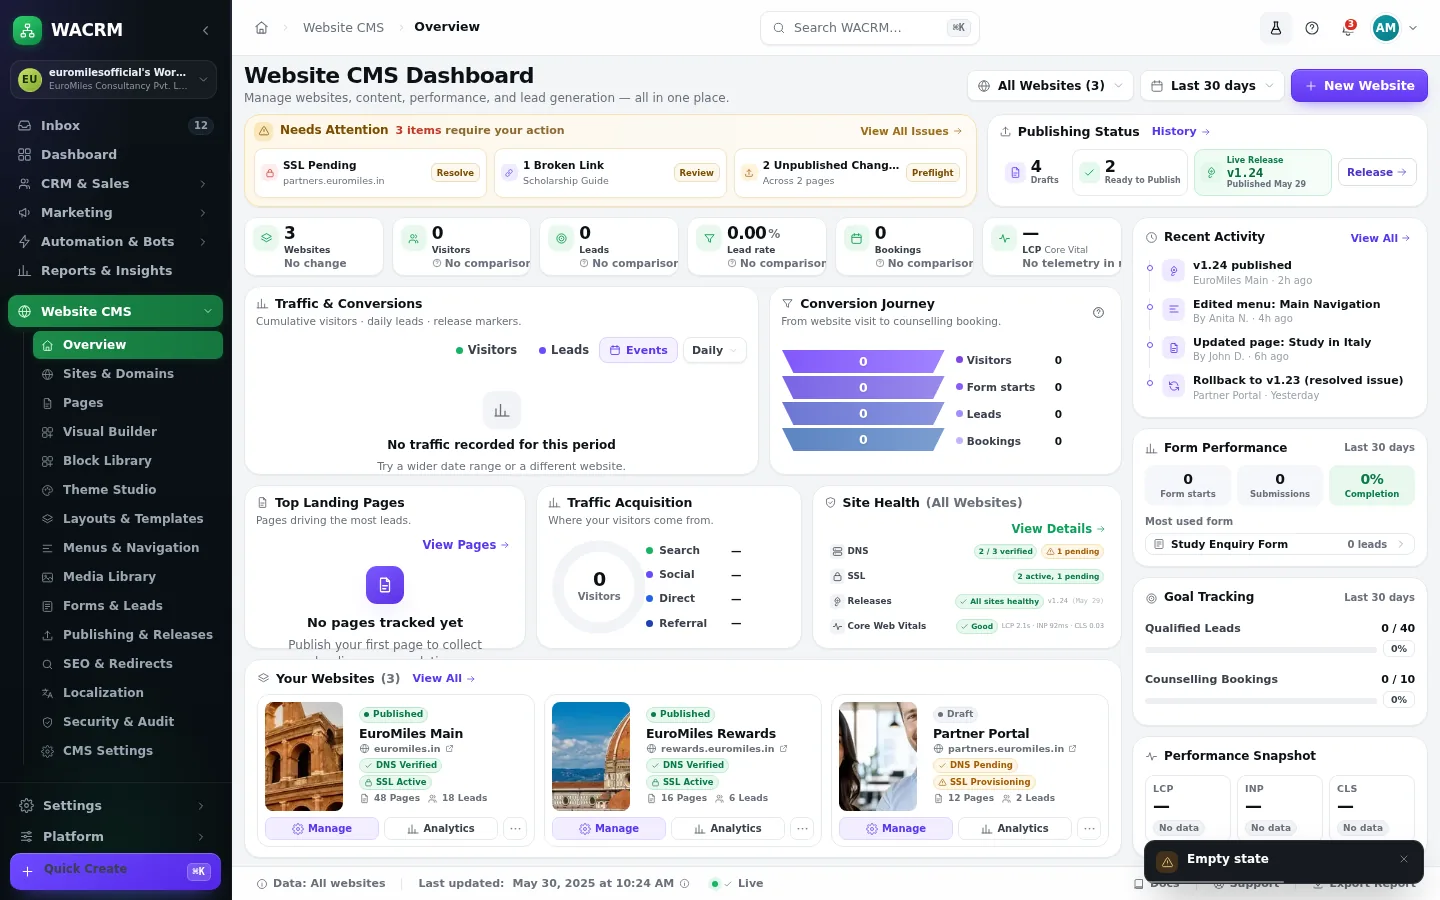 WACRM
Website CMS
Overview
Search WACRM...
⌘K
3
AM
EU
euromilesofficial's Wor...
EuroMiles Consultancy Pvt. L...
Inbox
12
Dashboard
CRM & Sales
Marketing
Automation & Bots
Reports & Insights
Website CMS
Overview
Sites & Domains
Pages
Visual Builder
Block Library
Theme Studio
Layouts & Templates
Menus & Navigation
Media Library
Forms & Leads
Publishing & Releases
SEO & Redirects
Localization
Security & Audit
CMS Settings
Settings
Platform
Quick Create
⌘K
Website CMS Dashboard
Manage websites, content, performance, and lead generation — all in one place.
All Websites (3)
Last 30 days
New Website
Needs Attention 3 items require your action
View All Issues →
SSL Pending
partners.euromiles.in
Resolve
1 Broken Link
Scholarship Guide
Review
2 Unpublished Chang...
Across 2 pages
Preflight
Publishing Status
History →
4
Drafts
2
Ready to Publish
Live Release
v1.24
Published May 29
Release →
3
Websites
No change
0
Visitors
No comparison
0
Leads
No comparison
0.00%
Lead rate
No comparison
0
Bookings
No comparison
—
LCP Core Vital
No telemetry in r
Traffic & Conversions
Cumulative visitors · daily leads · release markers.
Visitors
Leads
Events
Daily
No traffic recorded for this period
Try a wider date range or a different website.
Conversion Journey
From website visit to counselling booking.
0
0
0
0
Visitors 0
Form starts 0
Leads 0
Bookings 0
Recent Activity
View All →
v1.24 published
EuroMiles Main · 2h ago
Edited menu: Main Navigation
By Anita N. · 4h ago
Updated page: Study in Italy
By John D. · 6h ago
Rollback to v1.23 (resolved issue)
Partner Portal · Yesterday
Form Performance
Last 30 days
0
Form starts
0
Submissions
0%
Completion
Most used form
Study Enquiry Form
0 leads
Top Landing Pages
Pages driving the most leads.
View Pages →
No pages tracked yet
Publish your first page to collect
Traffic Acquisition
Where your visitors come from.
0
Visitors
Search —
Social —
Direct —
Referral —
Site Health (All Websites)
View Details →
DNS
2 / 3 verified
1 pending
SSL
2 active, 1 pending
Releases
All sites healthy
v1.24 (May 29)
Core Web Vitals
Good
LCP 2.1s · INP 92ms · CLS 0.03
Goal Tracking
Last 30 days
Qualified Leads
0 / 40
0%
Counselling Bookings
0 / 10
0%
Your Websites (3)
View All →
Published
EuroMiles Main
euromiles.in
DNS Verified
SSL Active
48 Pages
18 Leads
Manage
Analytics
...
Published
EuroMiles Rewards
rewards.euromiles.in
DNS Verified
SSL Active
16 Pages
6 Leads
Manage
Analytics
...
Draft
Partner Portal
partners.euromiles.in
DNS Pending
SSL Provisioning
12 Pages
2 Leads
Manage
Analytics
...
Performance Snapshot
LCP
—
No data
INP
—
No data
CLS
—
No data
Empty state
Data: All websites
Last updated: May 30, 2025 at 10:24 AM
Live
Docs
Support
Export Report